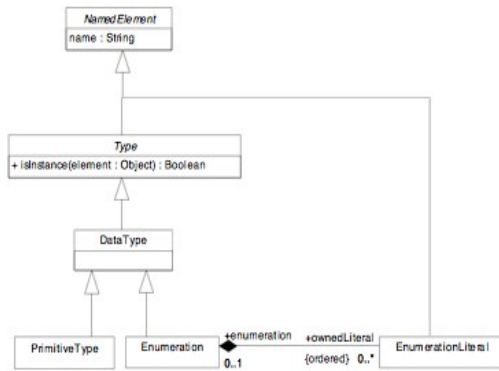 NamedElement
name : String
Type
+ isInstance(element : Object) : Boolean
DataType
PrimitiveType
Enumeration
+enumeration
0..1
+ownedLiteral
{ordered} 0..*
EnumerationLiteral